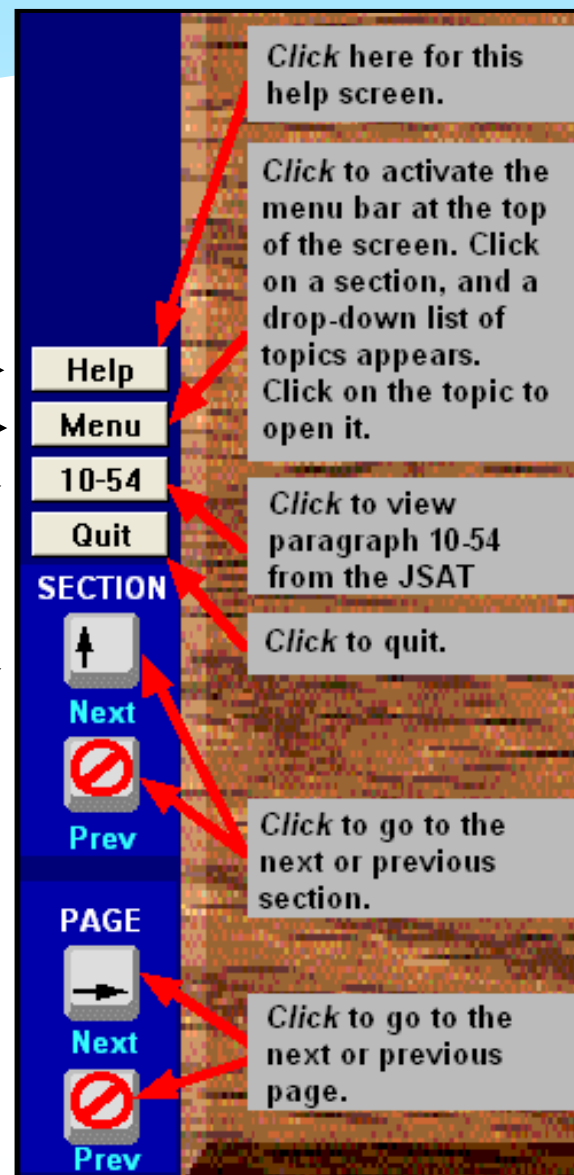 Click here for this
help screen.
Click to activate the
menu bar at the top
of the screen. Click
on a section, and a
drop-down list of
topics appears.
Click on the topic to
open it.
Help
Menu
10-54
Quit
Click to view
paragraph 10-54
from the JSAT
Click to quit.
SECTION
Next
Prev
Click to go to the
next or previous
section.
PAGE
Next
Prev
Click to go to the
next or previous
page.